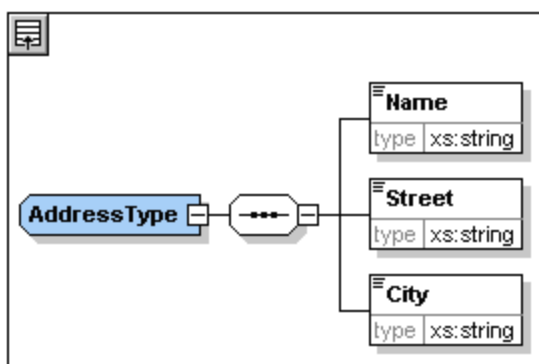 Name
type xs:string
AddressType
Street
type xs:string
City
type xs:string